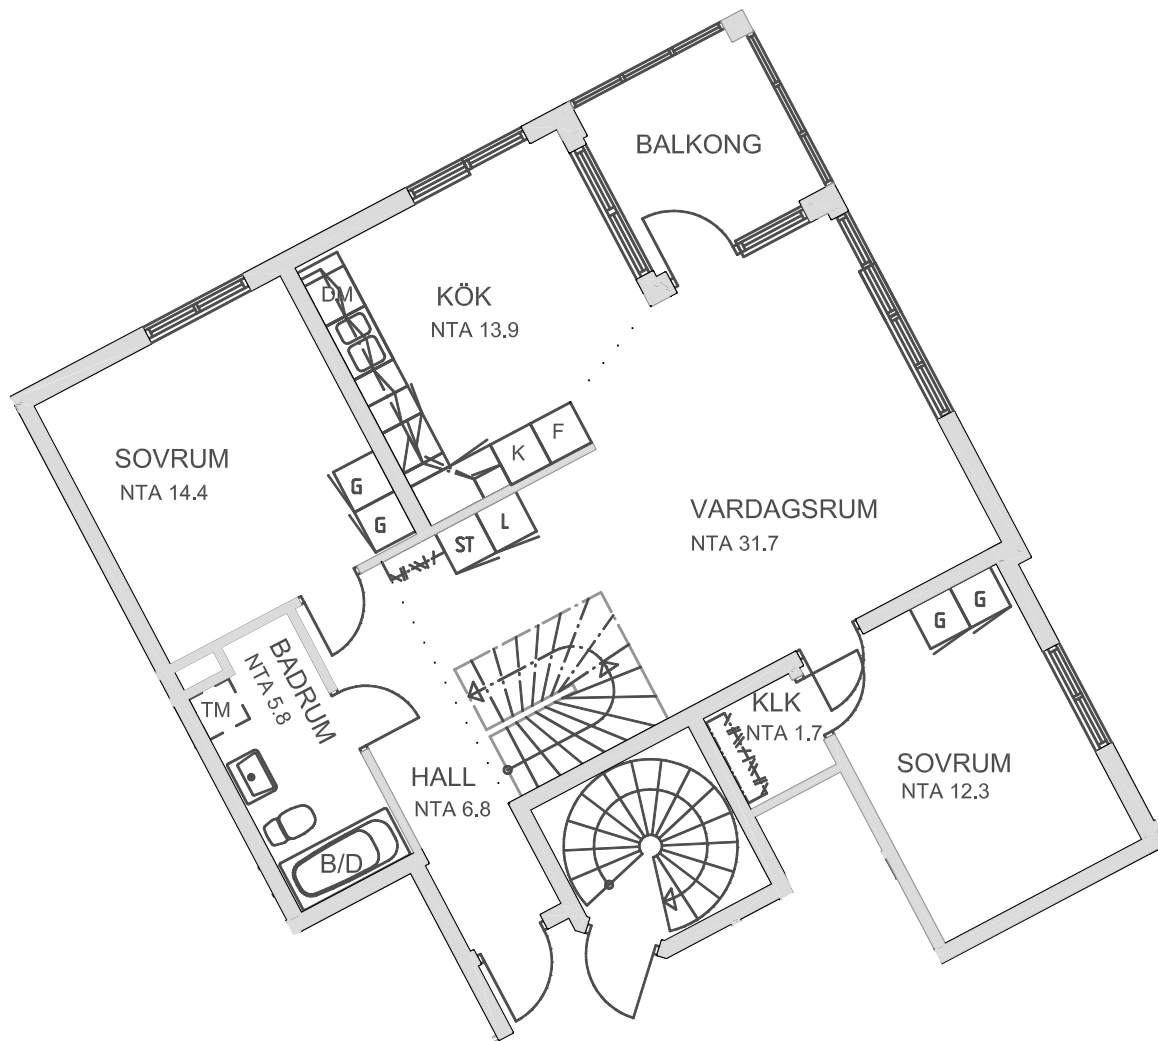 BALKONG
DM
KÖK
NTA 13.9
F
K
SOVRUM
NTA 14.4
G
G
L
ST
VARDAGSRUM
NTA 31.7
G
G
BADRUM
NTA 5.8
TM
KLK
NTA 1.7
HALL
NTA 6.8
SOVRUM
NTA 12.3
B/D